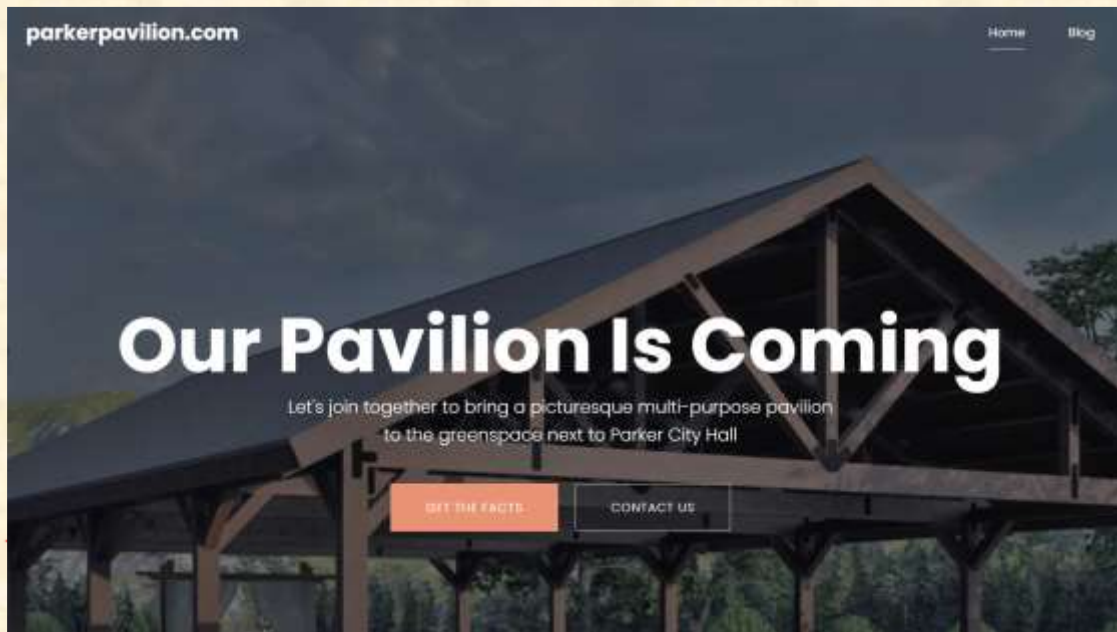 parkerpavilion.com
Home
Blog
Our Pavilion Is Coming
Let's join together to bring a picturesque multi-purpose pavilion
to the greenspace next to Parker City Hall
GET THE FACTS
CONTACT US